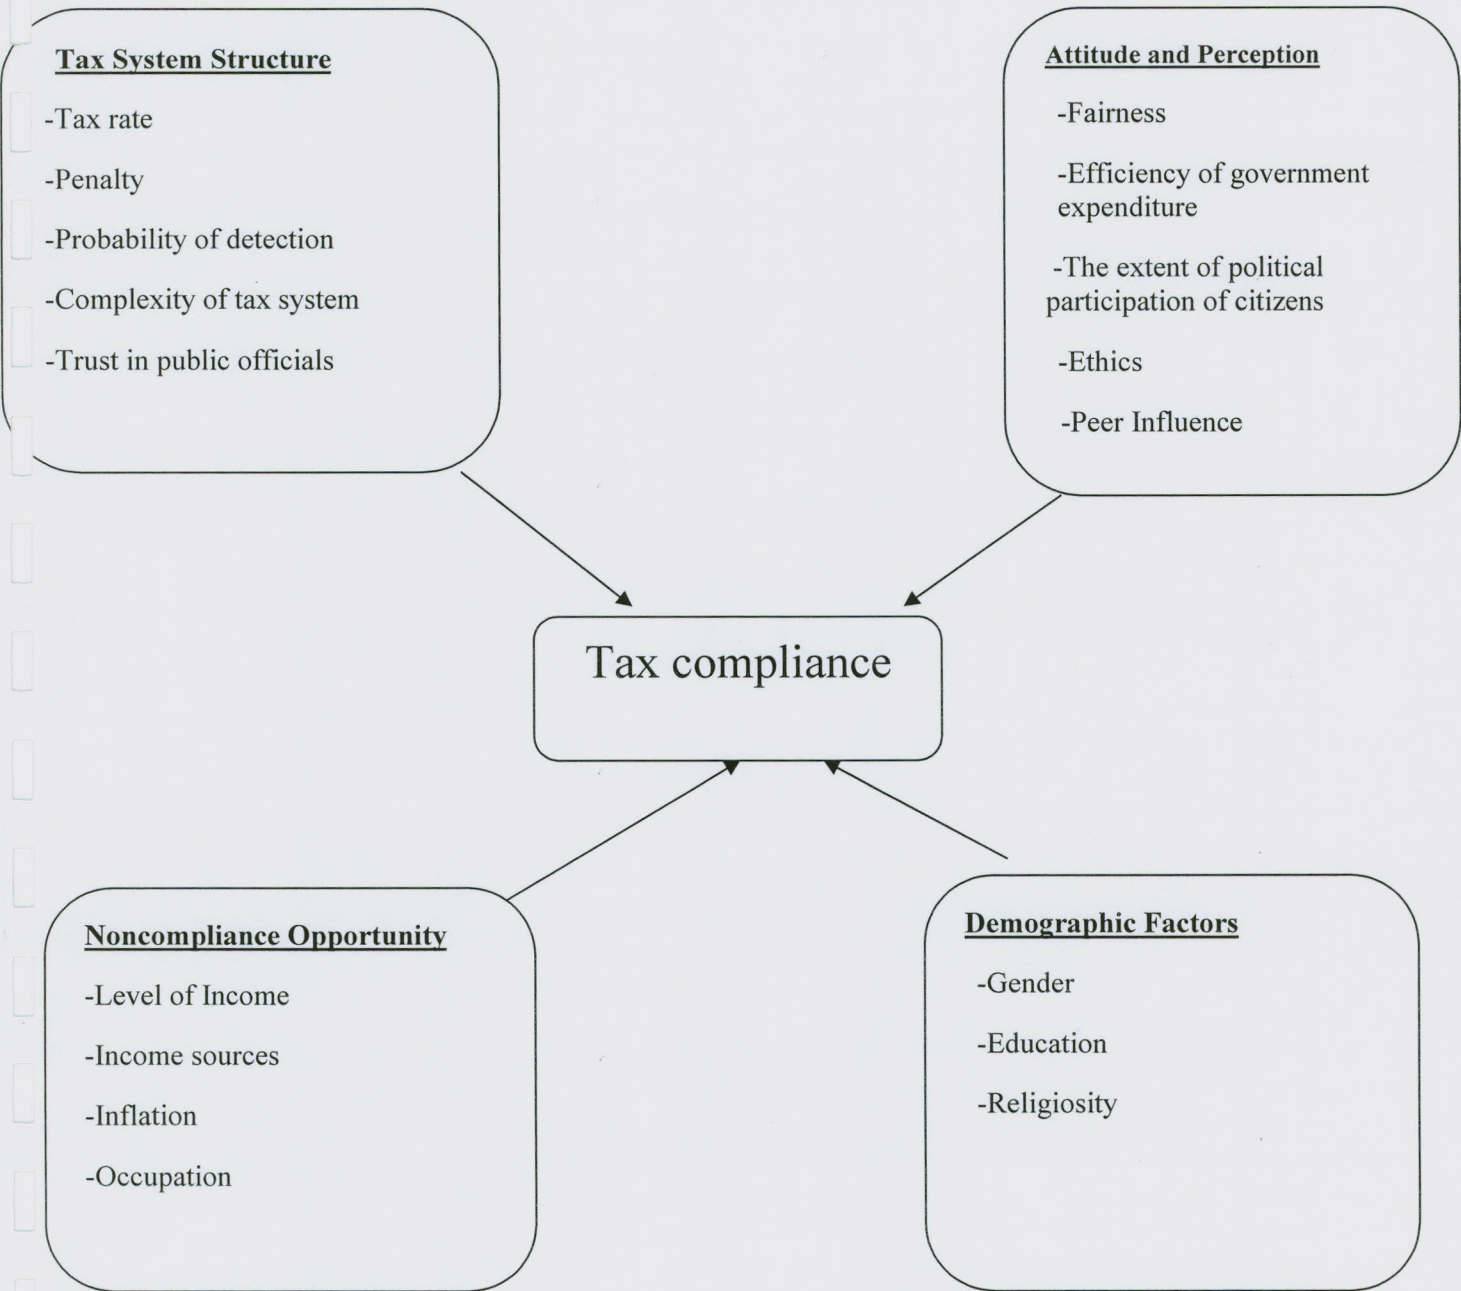 Tax System Structure
-Tax rate
-Penalty
-Probability of detection
-Complexity of tax system
-Trust in public officials
Attitude and Perception
-Fairness
-Efficiency of government
expenditure
-The extent of political
participation of citizens
-Ethics
-Peer Influence
Tax compliance
Noncompliance Opportunity
-Level of Income
-Income sources
-Inflation
-Occupation
Demographic Factors
-Gender
-Education
-Religiosity